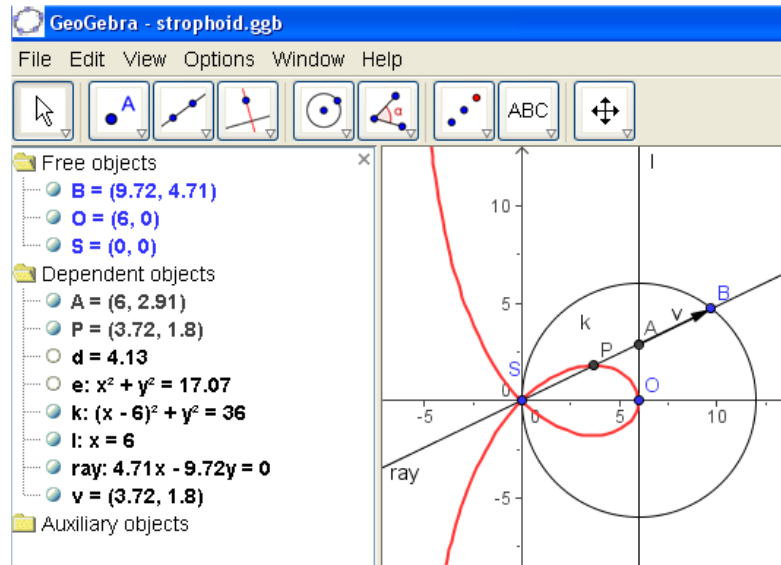 GeoGebra - strophoid.ggb
File Edit View Options Window Help
A α ABC
Free objects
B = (9.72, 4.71)
O = (6, 0)
S = (0, 0)
Dependent objects
A = (6, 2.91)
P = (3.72, 1.8)
d = 4.13
e: x² + y² = 17.07
k: (x - 6)² + y² = 36
l: x = 6
ray: 4.71x - 9.72y = 0
v = (3.72, 1.8)
Auxiliary objects
l
10
B
5
v
k
A
P
S
O
0
-5 0 5 10
ray
-5